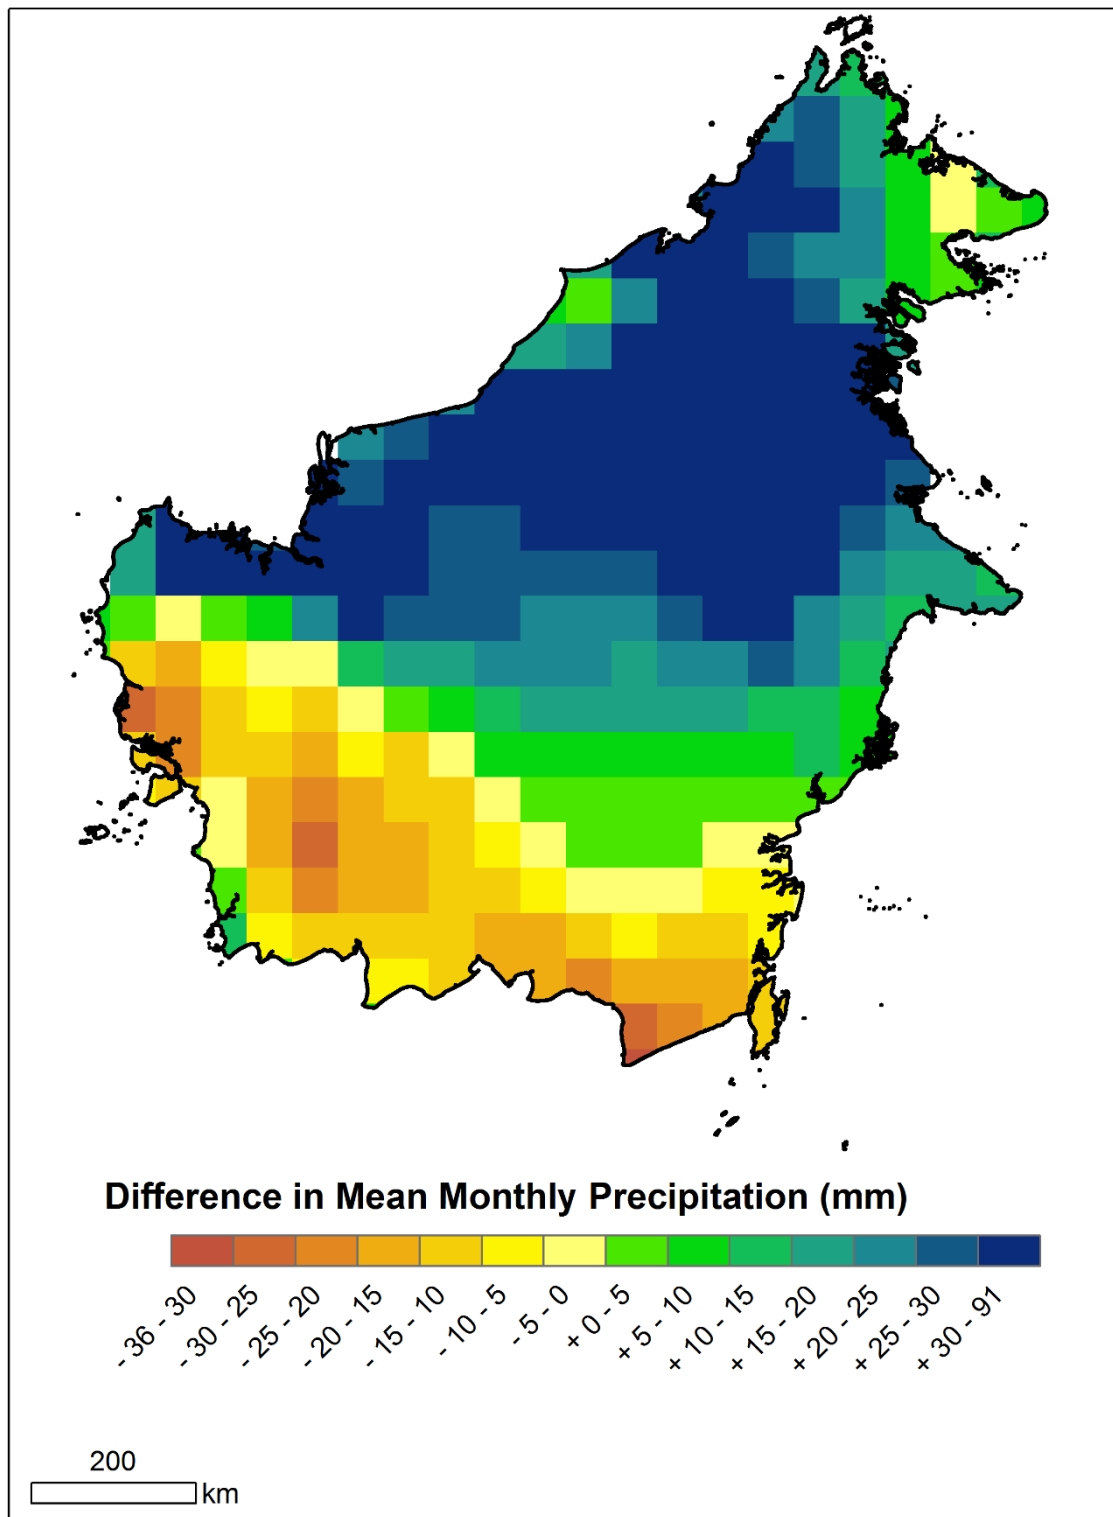 Difference in Mean Monthly Precipitation (mm)
- 36 - 30
- 30 - 25
- 25 - 20
- 20 - 15
- 15 - 10
- 10 - 5
- 5 - 0
+ 0 - 5
+ 5 - 10
+ 10 - 15
+ 15 - 20
+ 20 - 25
+ 25 - 30
+ 30 - 91
200
km